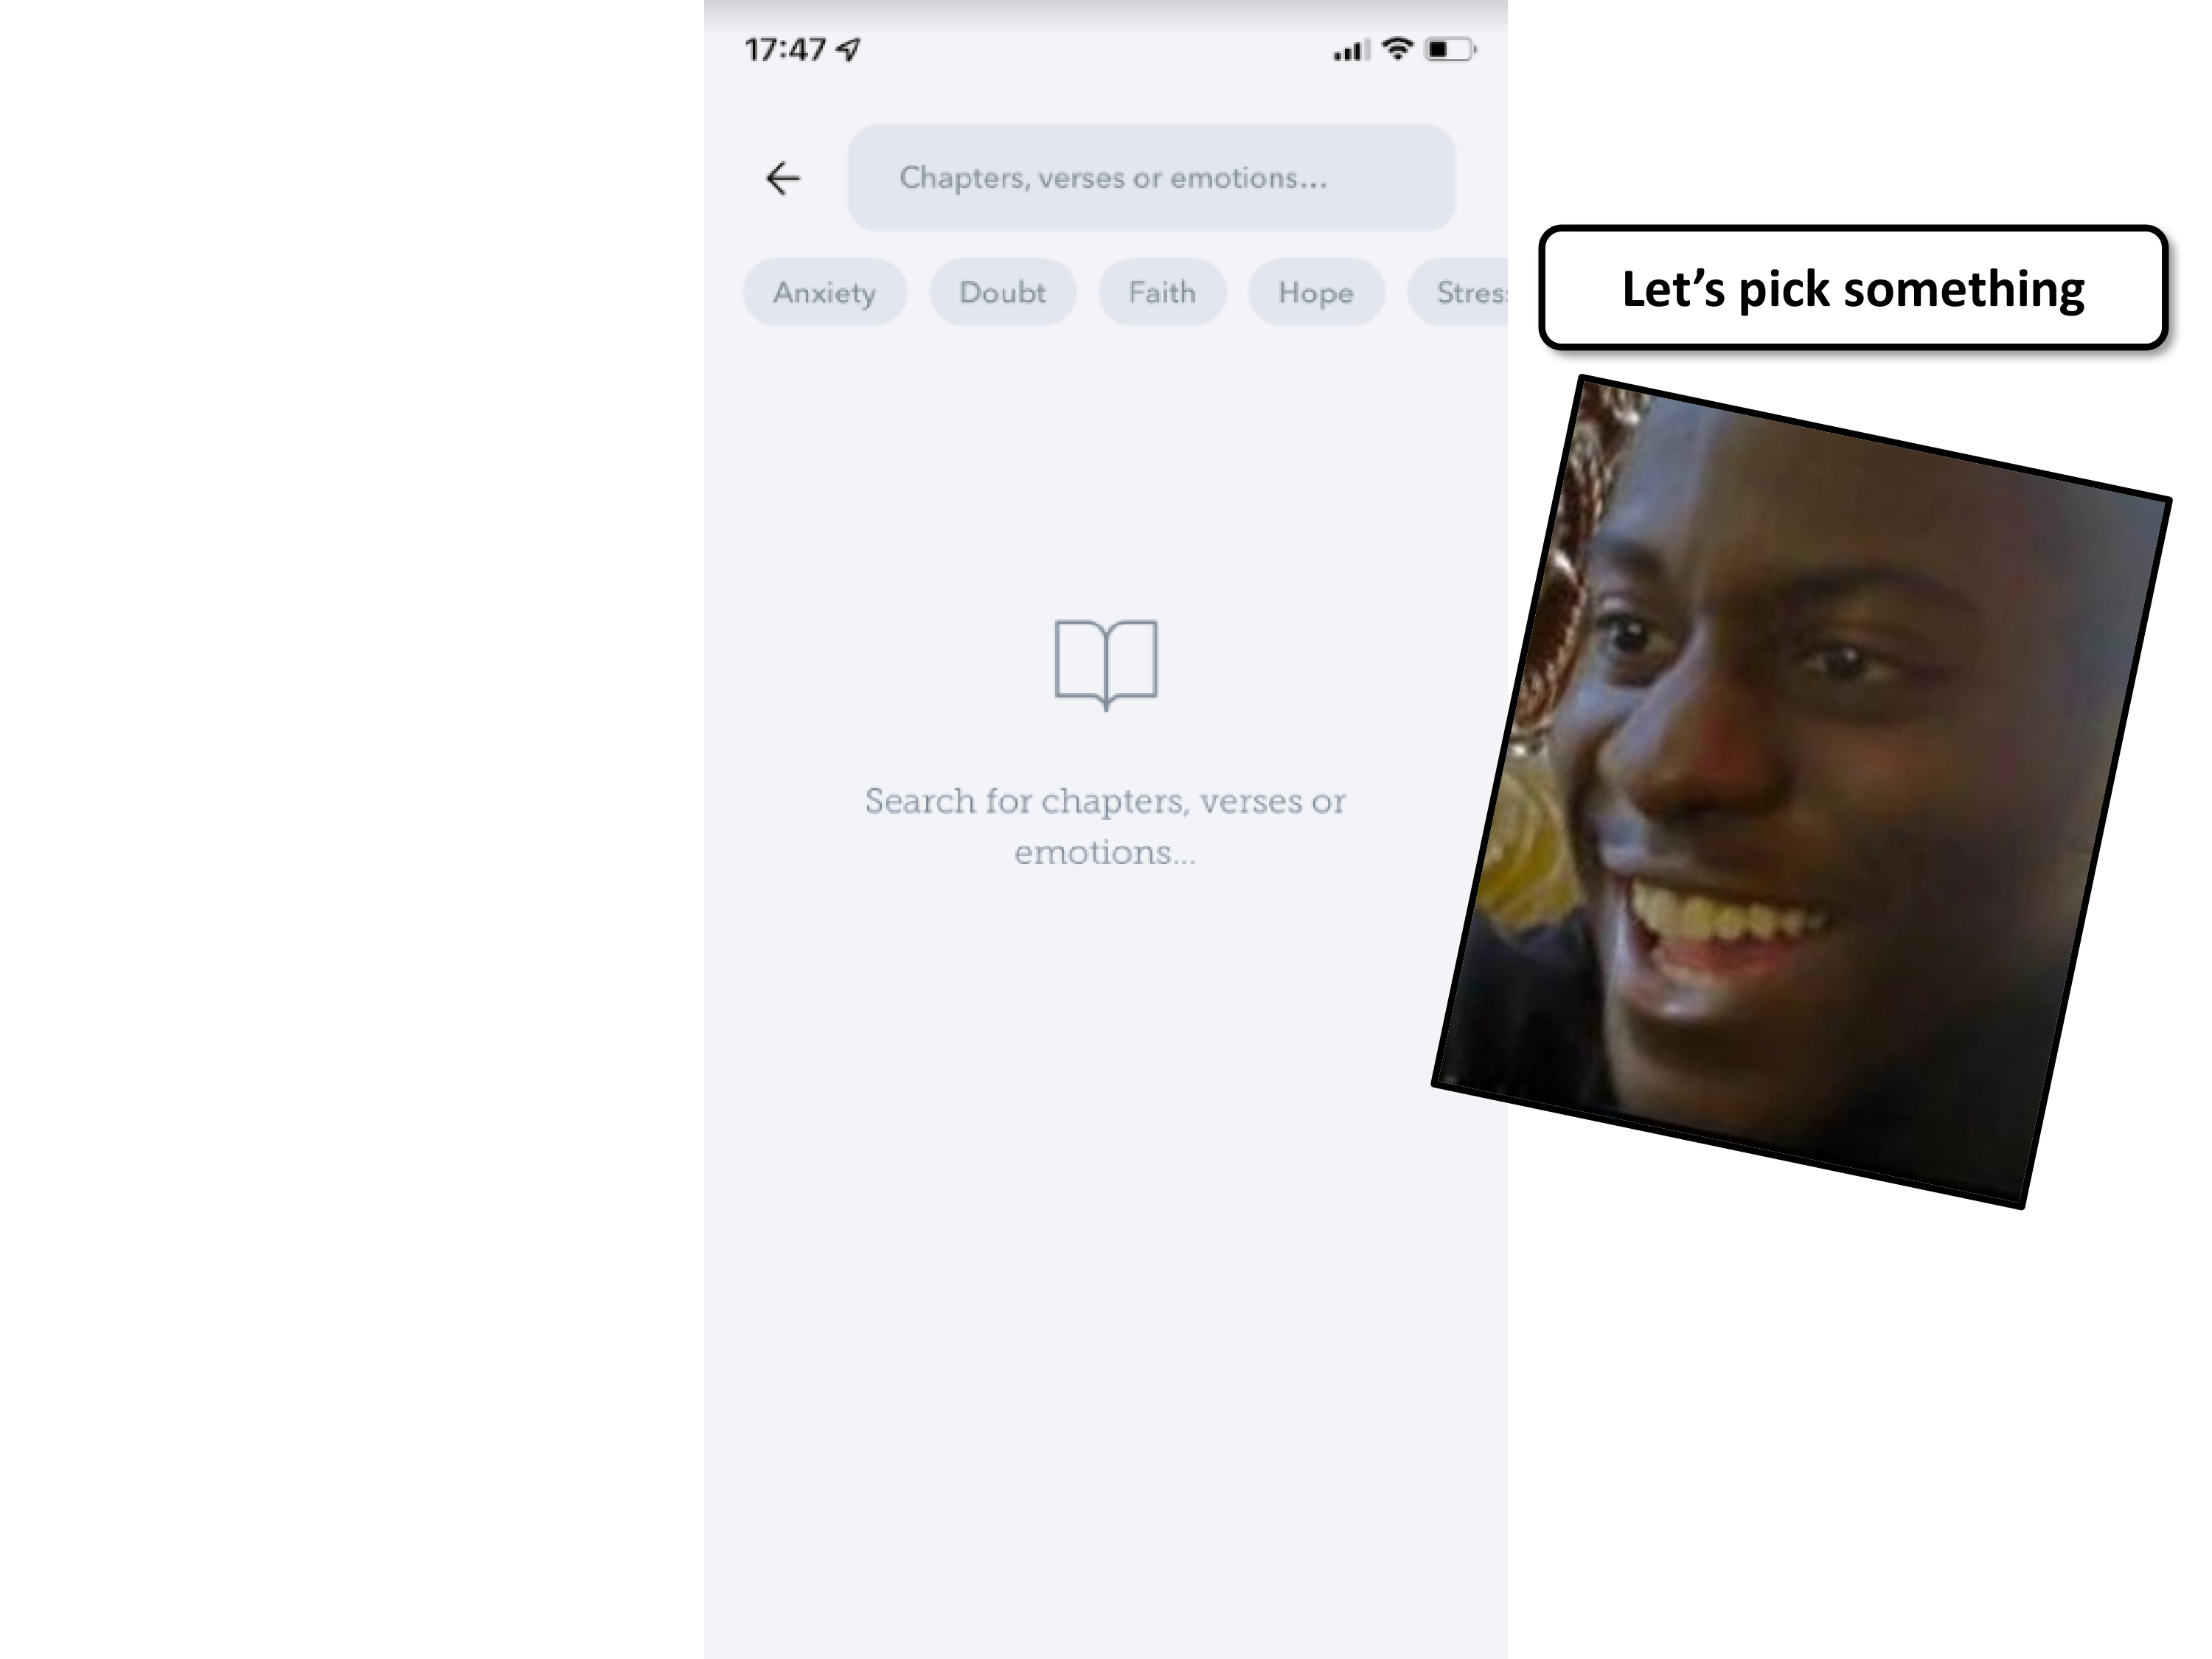 17:47
Chapters, verses or emotions...
Anxiety Doubt Faith Hope Stres
Let’s pick something
Search for chapters, verses or
emotions...